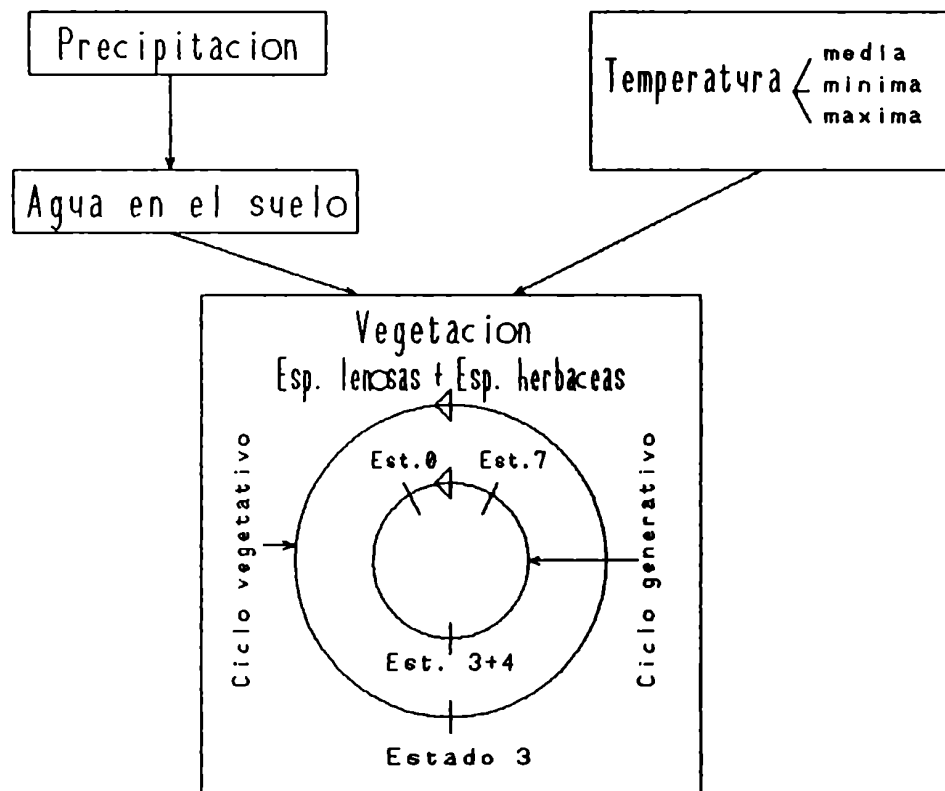 Precipitacion
Temperatura
media
minima
maxima
Agua en el suelo
Vegetacion
Esp. lenosas + Esp. herbaceas
Est.0
Est.7
Ciclo vegetativo
Ciclo generativo
Est. 3+4
Estado 3